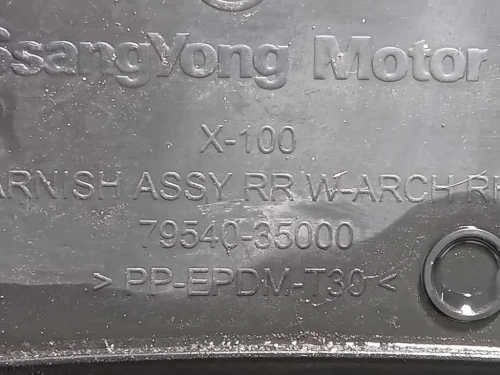 SsangYong Motor
X-100
ARNISH ASSY RR W-ARCH RH
79540-35000
> PP-EPDM-T30 <